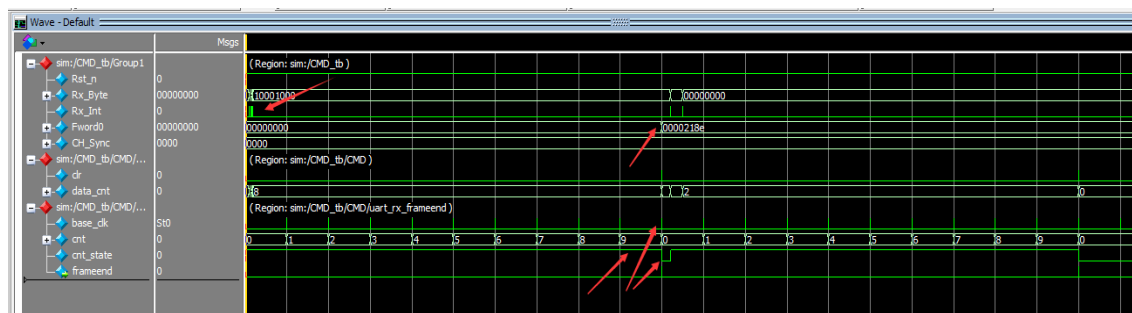 Wave - Default
Msgs
sim:/CMD_tb/Group1
(Region: sim:/CMD_tb )
Rst_n 0
Rx_Byte 00000000 10001000 00000000
Rx_Int 0
Fword0 00000000 00000000 0000218e
CH_Sync 0000 0000
sim:/CMD_tb/CMD/... (Region: sim:/CMD_tb/CMD )
clr 0
data_cnt 0 8 2 0
sim:/CMD_tb/CMD/... (Region: sim:/CMD_tb/CMD/uart_rx_frameend )
base_clk St0
cnt 0 0 1 2 3 4 5 6 7 8 9 0 1 2 3 4 5 6 7 8 9 0
cnt_state 0
frameend 0